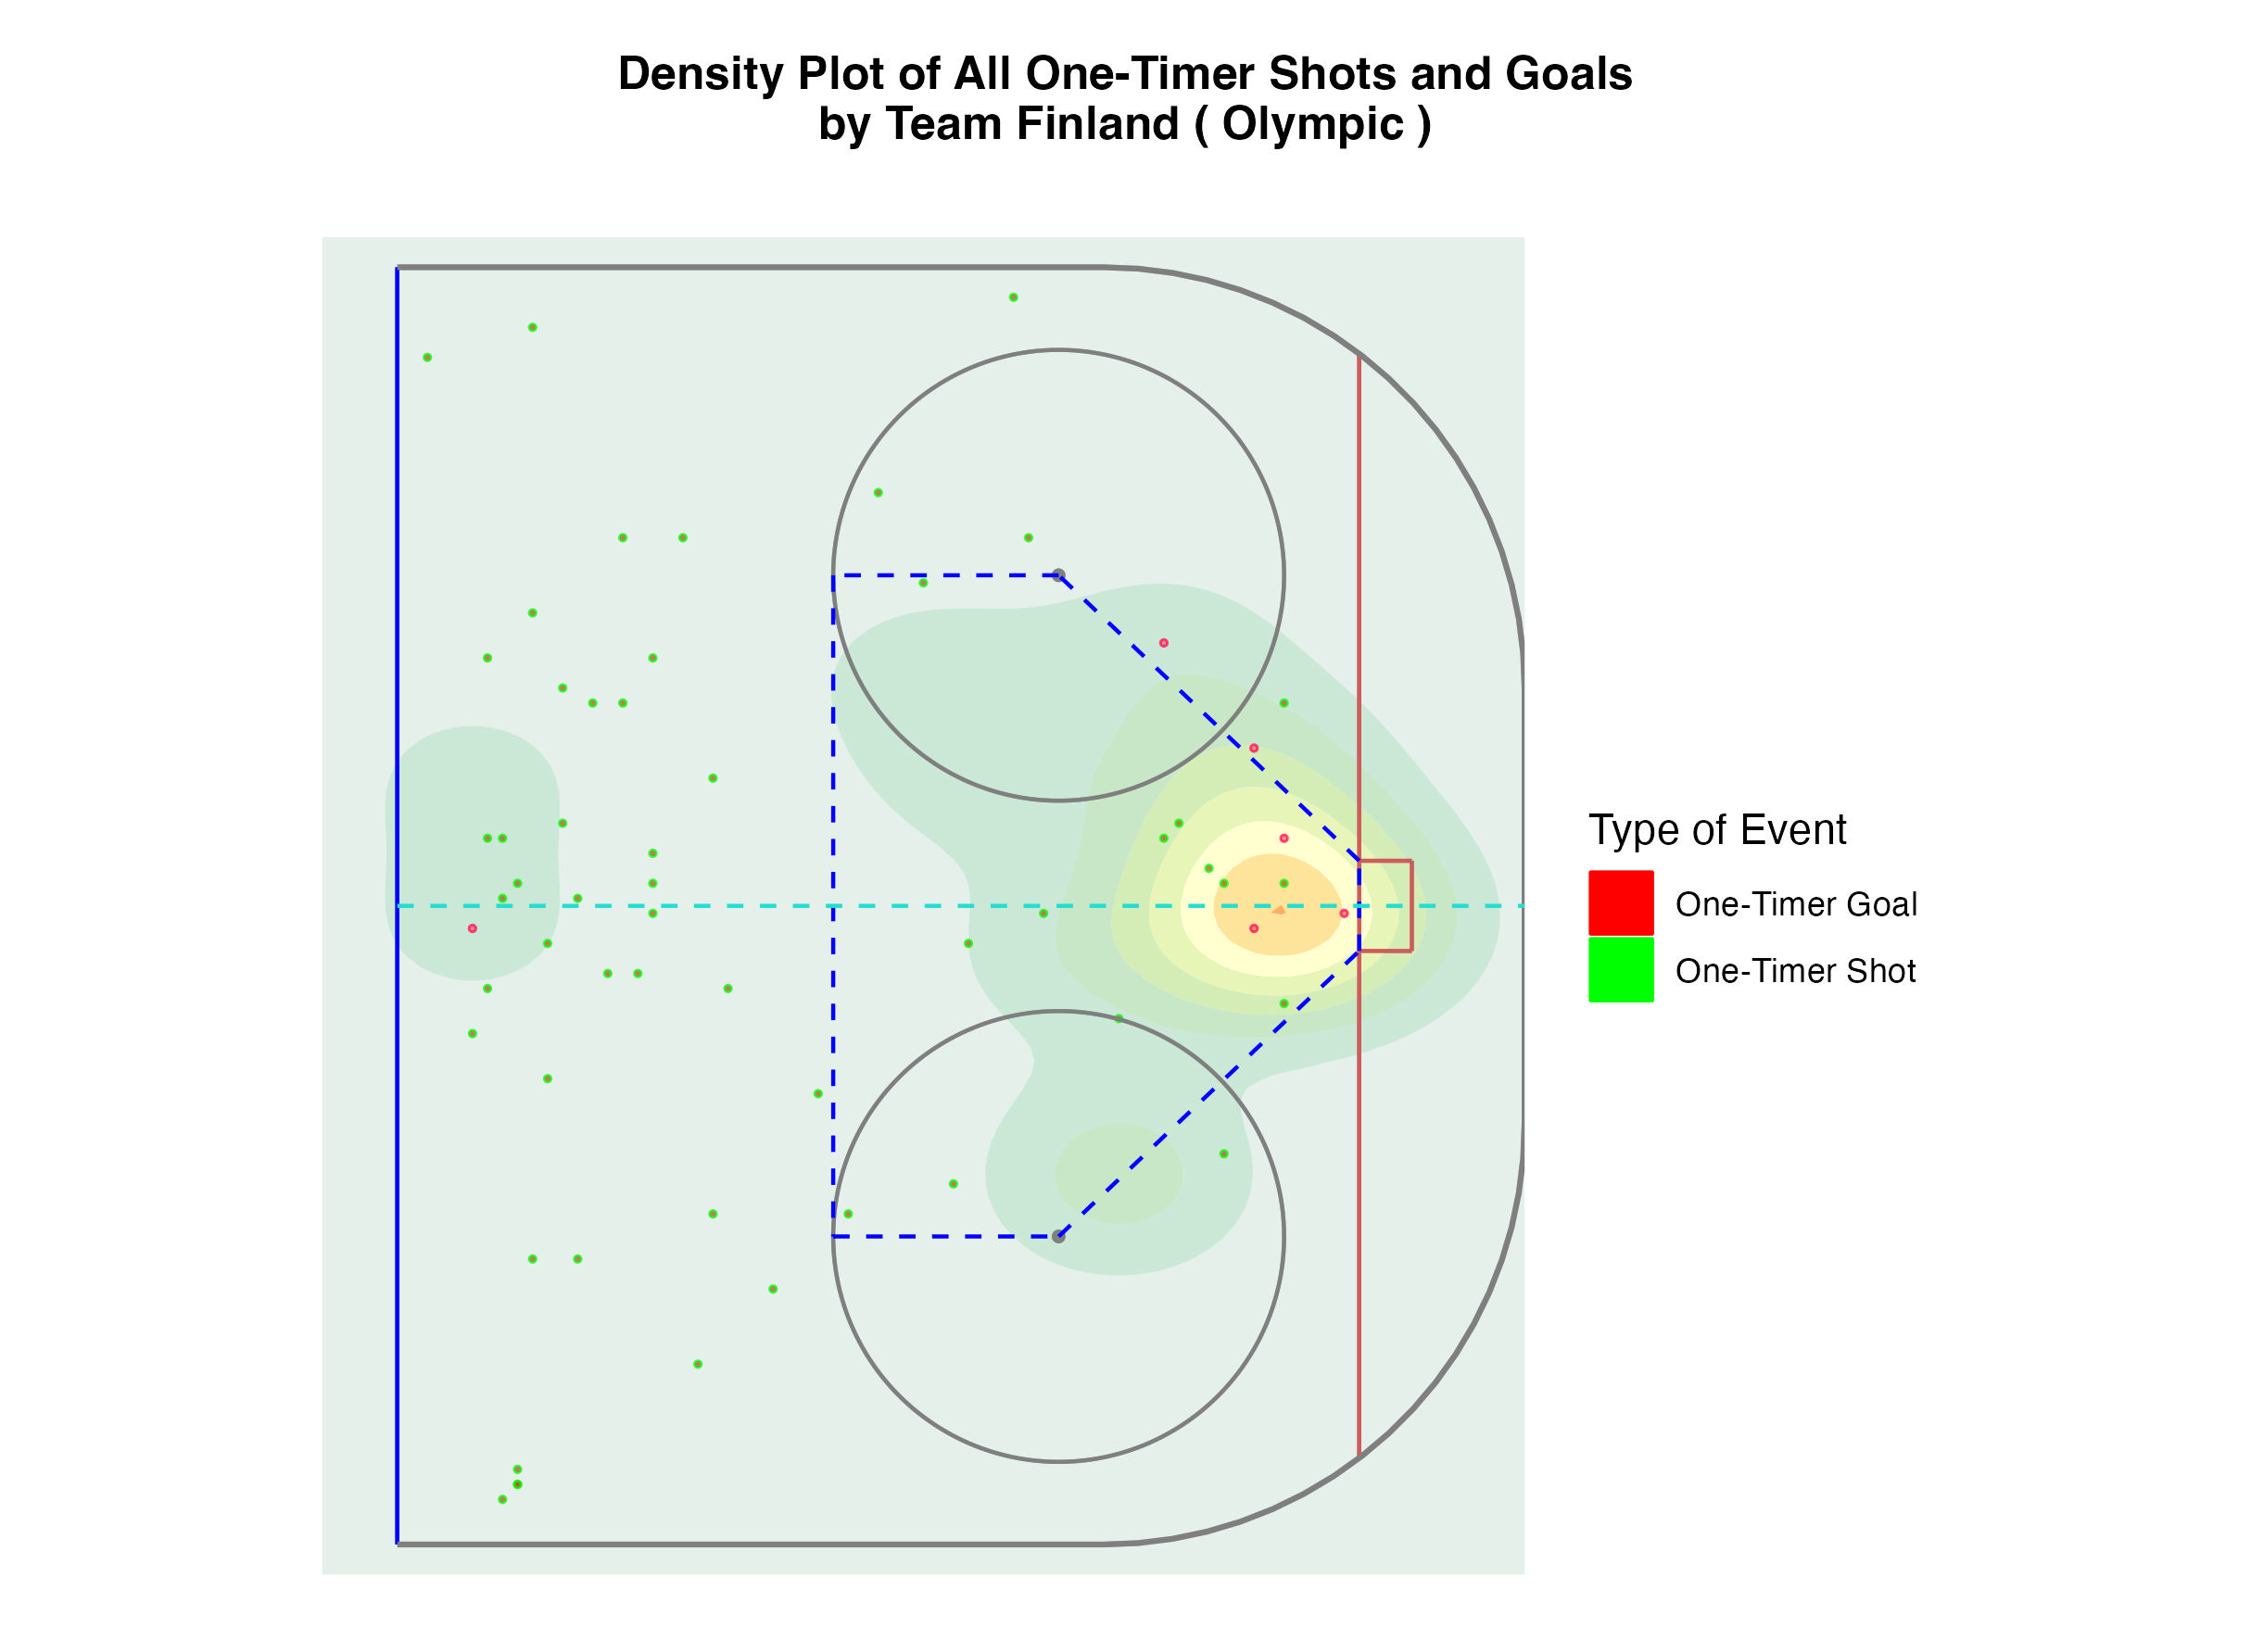 Density Plot of All One-Timer Shots and Goals
by Team Finland ( Olympic )
Type of Event
One-Timer Goal
One-Timer Shot